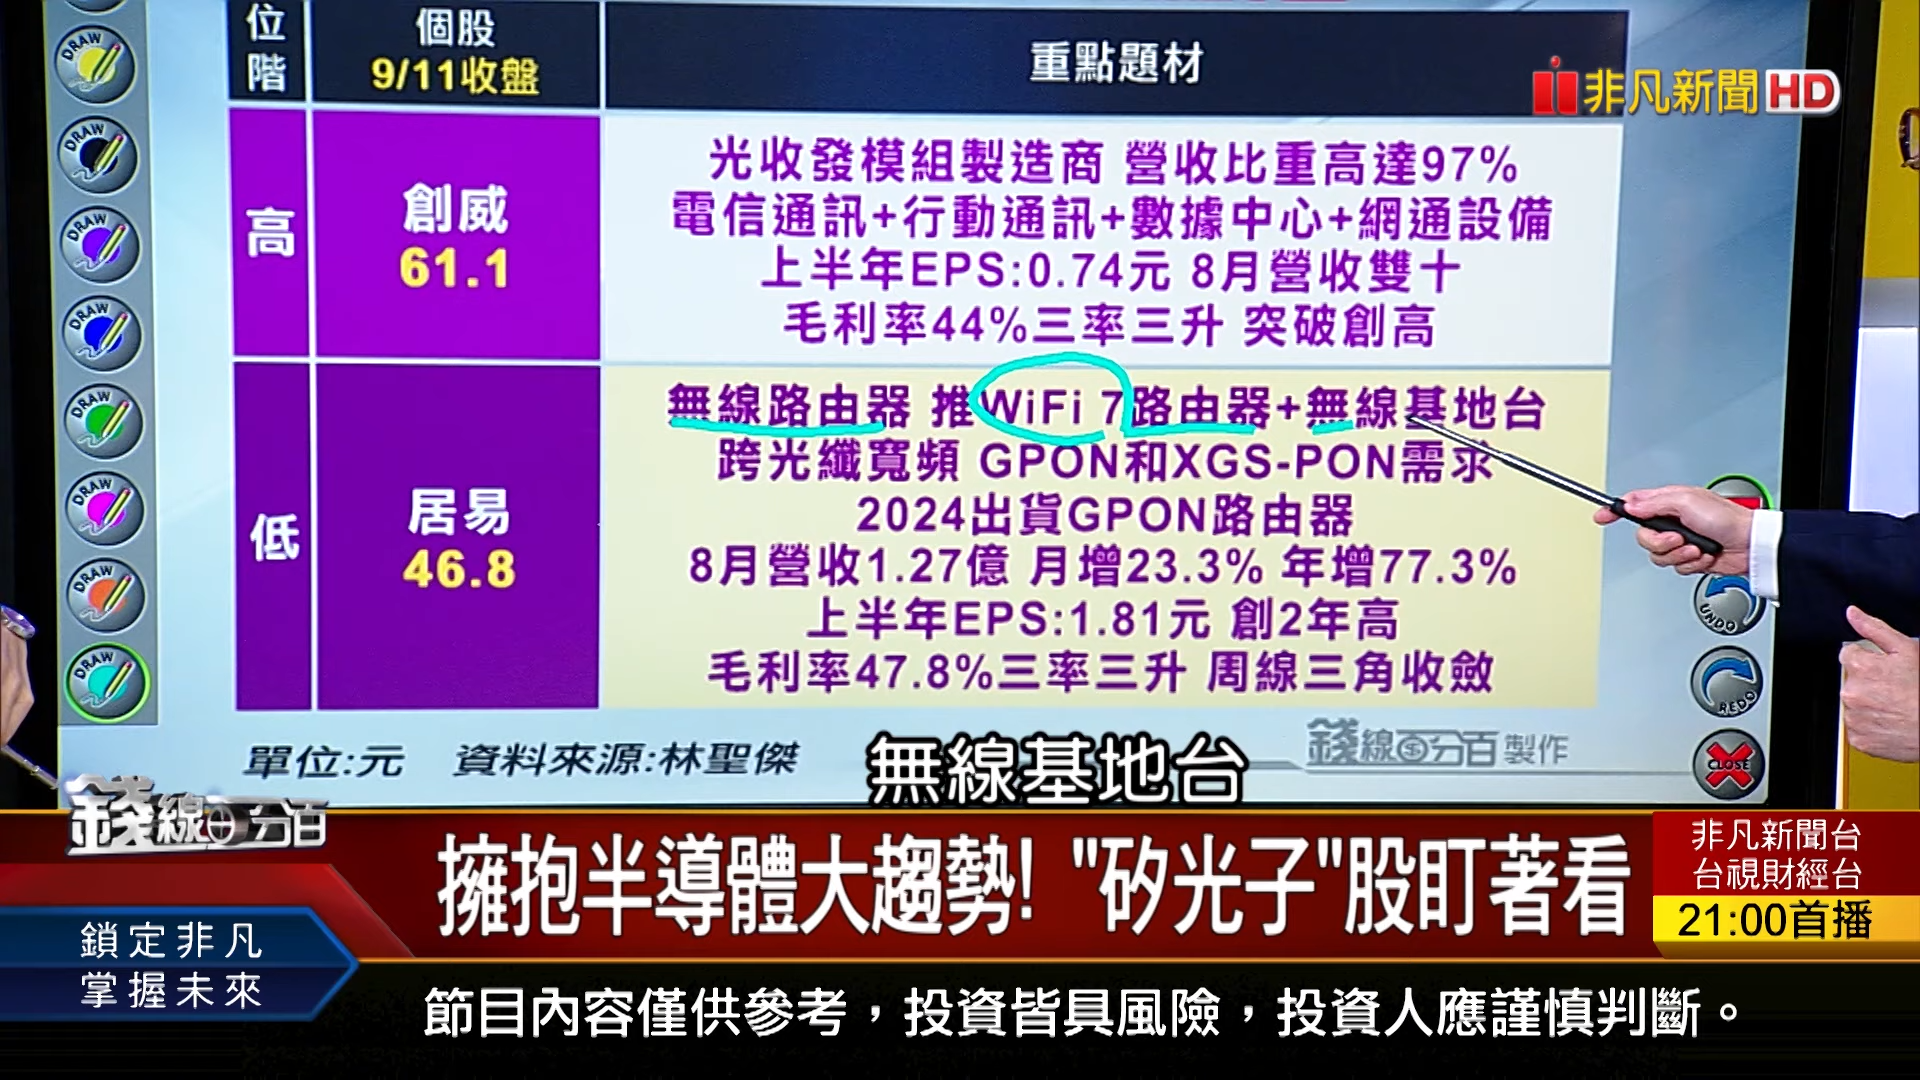 位階
個股
9/11收盤
重點題材
非凡新聞HD
高
創威
61.1
光收發模組製造商 營收比重高達97%
電信通訊+行動通訊+數據中心+網通設備
上半年EPS:0.74元 8月營收雙十
毛利率44%三率三升 突破創高
低
居易
46.8
無線路由器 推WiFi 7路由器+無線基地台
跨光纖寬頻 GPON和XGS-PON需求
2024出貨GPON路由器
8月營收1.27億 月增23.3% 年增77.3%
上半年EPS:1.81元 創2年高
毛利率47.8%三率三升 周線三角收斂
單位:元 資料來源:林聖傑
錢線百分百製作
DRAW
DRAW
DRAW
DRAW
DRAW
DRAW
DRAW
DRAW
UNDO
REDO
CLOSE
無線基地台
錢線百分百
擁抱半導體大趨勢! "矽光子"股盯著看
非凡新聞台
台視財經台
21:00首播
鎖定非凡
掌握未來
節目內容僅供參考，投資皆具風險，投資人應謹慎判斷。